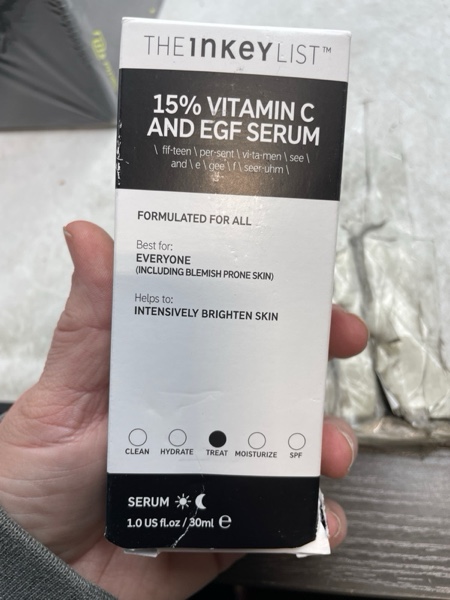 THE INKEY LIST™
15% VITAMIN C
AND EGF SERUM
\ fif-teen \ per-sent \ vi-ta-men \ see \
and \ e \ gee \ f \ seer-uhm \
FORMULATED FOR ALL
Best for:
EVERYONE
(INCLUDING BLEMISH PRONE SKIN)
Helps to:
INTENSIVELY BRIGHTEN SKIN
CLEAN HYDRATE TREAT MOISTURIZE SPF
SERUM
1.0 US fl.oz / 30ml ℮